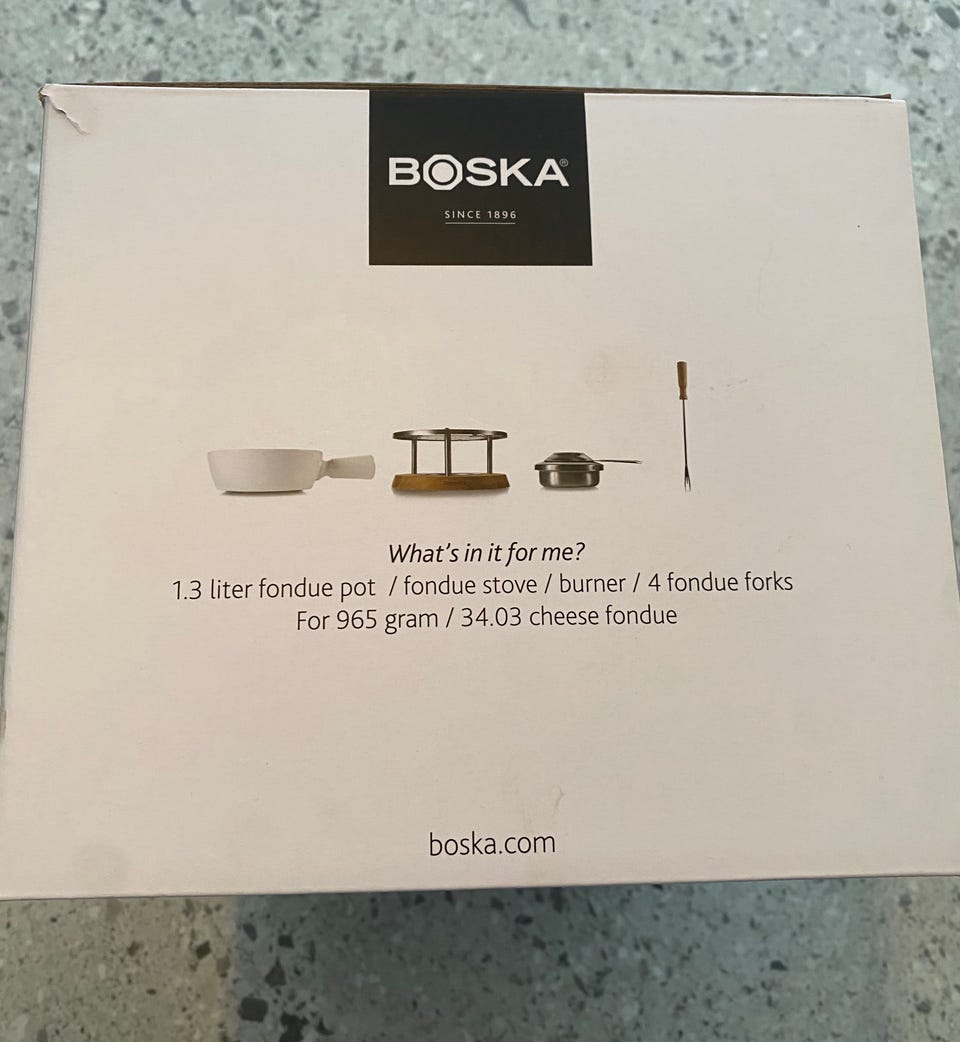 BOSKA®
SINCE 1896
What's in it for me?
1.3 liter fondue pot / fondue stove / burner / 4 fondue forks
For 965 gram / 34.03 cheese fondue
boska.com